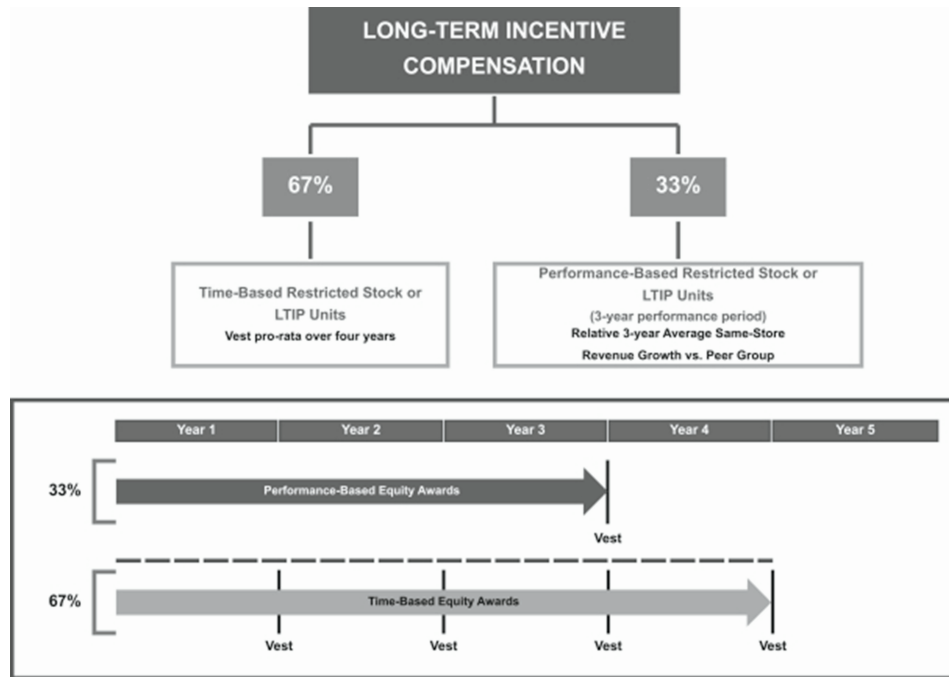 LONG-TERM INCENTIVE
COMPENSATION
67%
33%
Time-Based Restricted Stock or
LTIP Units
Vest pro-rata over four years
Performance-Based Restricted Stock or
LTIP Units
(3-year performance period)
Relative 3-year Average Same-Store
Revenue Growth vs. Peer Group
Year 1 Year 2 Year 3 Year 4 Year 5
33%
Performance-Based Equity Awards
Vest
67%
Time-Based Equity Awards
Vest Vest Vest Vest